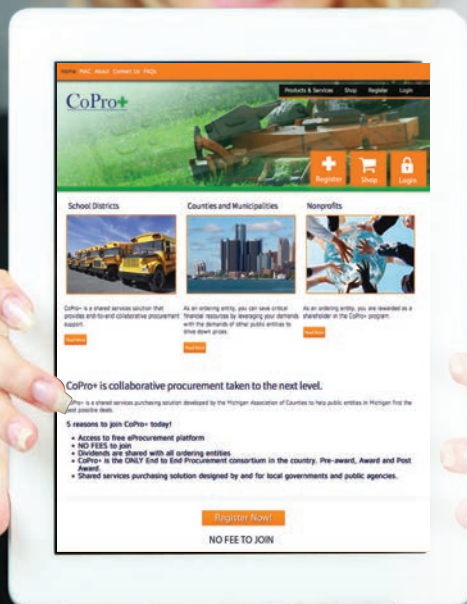 Home MAC About Contact Us FAQs
Products & Services Shop Register Login
CoPro+
Register Shop Login
School Districts
CoPro+ is a shared services solution that
provides end-to-end collaborative procurement
support.
Read More
Counties and Municipalities
As an ordering entity, you can save critical
financial resources by leveraging your demands
with the demands of other public entities to
drive down prices.
Read More
Nonprofits
As an ordering entity, you are rewarded as a
shareholder in the CoPro+ program.
Read More
CoPro+ is collaborative procurement taken to the next level.
CoPro+ is a shared services purchasing solution developed by the Michigan Association of Counties to help public entities in Michigan find the
best possible deals.
5 reasons to join CoPro+ today!
• Access to free eProcurement platform
• NO FEES to join
• Dividends are shared with all ordering entities
• CoPro+ is the ONLY End to End Procurement consortium in the country. Pre-award, Award and Post
Award.
• Shared services purchasing solution designed by and for local governments and public agencies.
Register Now!
NO FEE TO JOIN